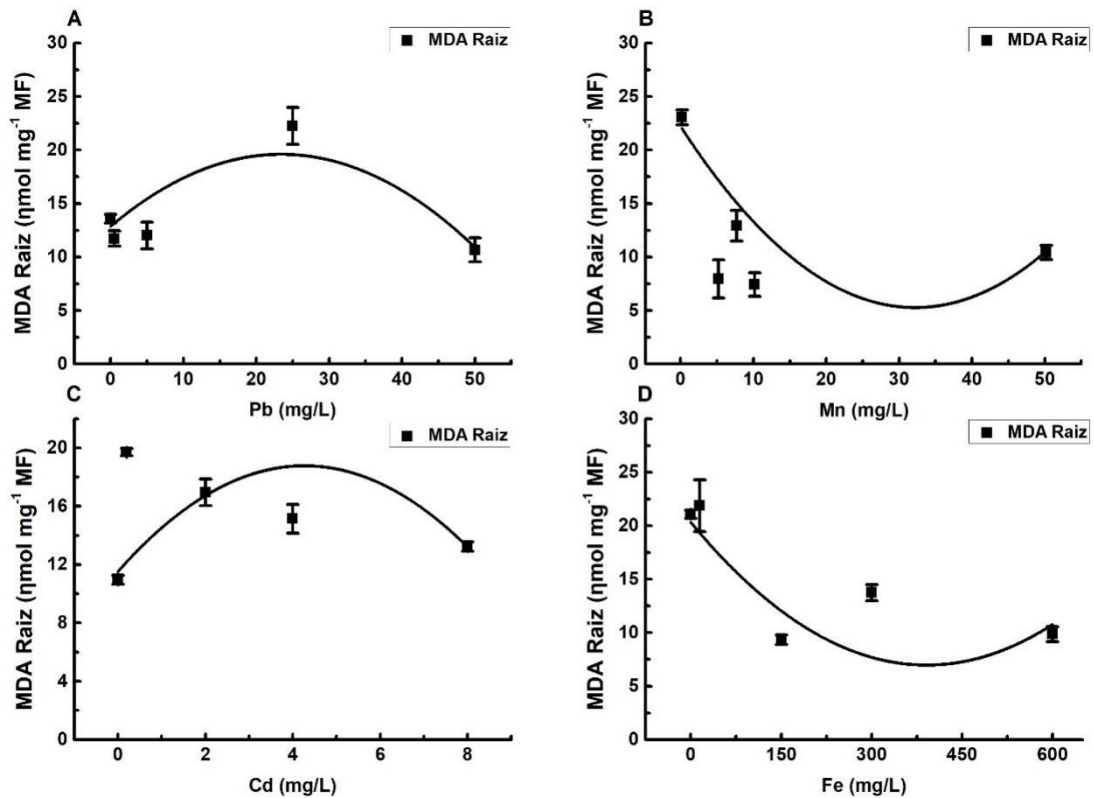 A
MDA Raiz
MDA Raiz (ηmol mg⁻¹ MF)
30
25
20
15
10
5
0
0 10 20 30 40 50
Pb (mg/L)
B
MDA Raiz
MDA Raiz (ηmol mg⁻¹ MF)
30
25
20
15
10
5
0
0 10 20 30 40 50
Mn (mg/L)
C
MDA Raiz
MDA Raiz (ηmol mg⁻¹ MF)
20
16
12
8
4
0
0 2 4 6 8
Cd (mg/L)
D
MDA Raiz
MDA Raiz (ηmol mg⁻¹ MF)
30
25
20
15
10
5
0
0 150 300 450 600
Fe (mg/L)